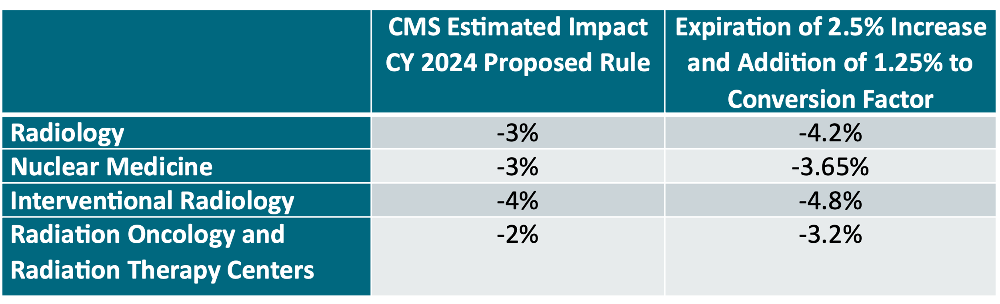 CMS Estimated Impact
CY 2024 Proposed Rule
Expiration of 2.5% Increase
and Addition of 1.25% to
Conversion Factor
Radiology
-3%
-4.2%
Nuclear Medicine
-3%
-3.65%
Interventional Radiology
-4%
-4.8%
Radiation Oncology and
Radiation Therapy Centers
-2%
-3.2%